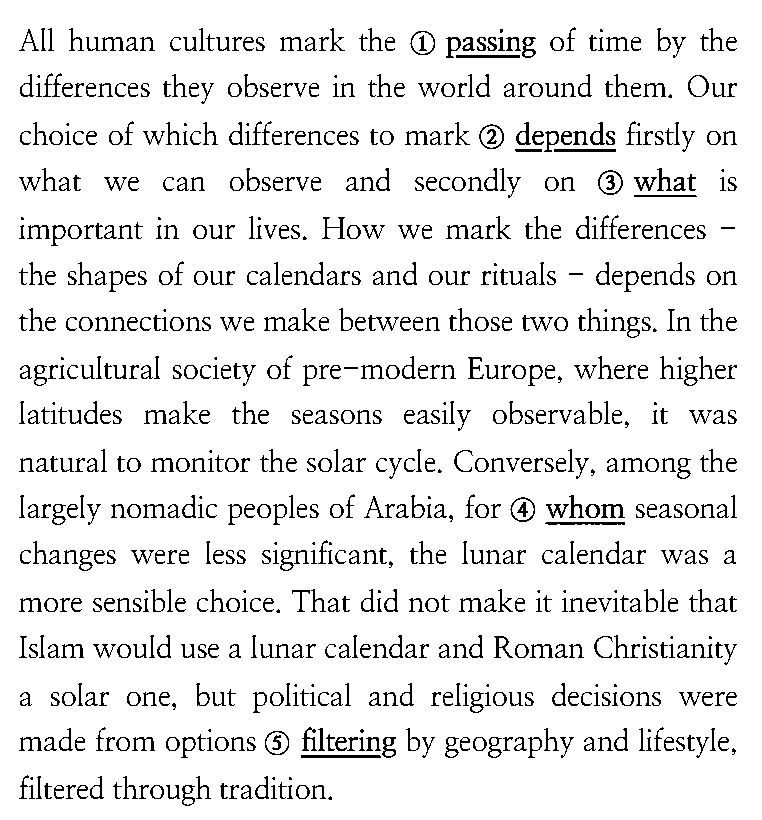 All human cultures mark the ① passing of time by the
differences they observe in the world around them. Our
choice of which differences to mark ② depends firstly on
what we can observe and secondly on ③ what is
important in our lives. How we mark the differences -
the shapes of our calendars and our rituals - depends on
the connections we make between those two things. In the
agricultural society of pre-modern Europe, where higher
latitudes make the seasons easily observable, it was
natural to monitor the solar cycle. Conversely, among the
largely nomadic peoples of Arabia, for ④ whom seasonal
changes were less significant, the lunar calendar was a
more sensible choice. That did not make it inevitable that
Islam would use a lunar calendar and Roman Christianity
a solar one, but political and religious decisions were
made from options ⑤ filtering by geography and lifestyle,
filtered through tradition.